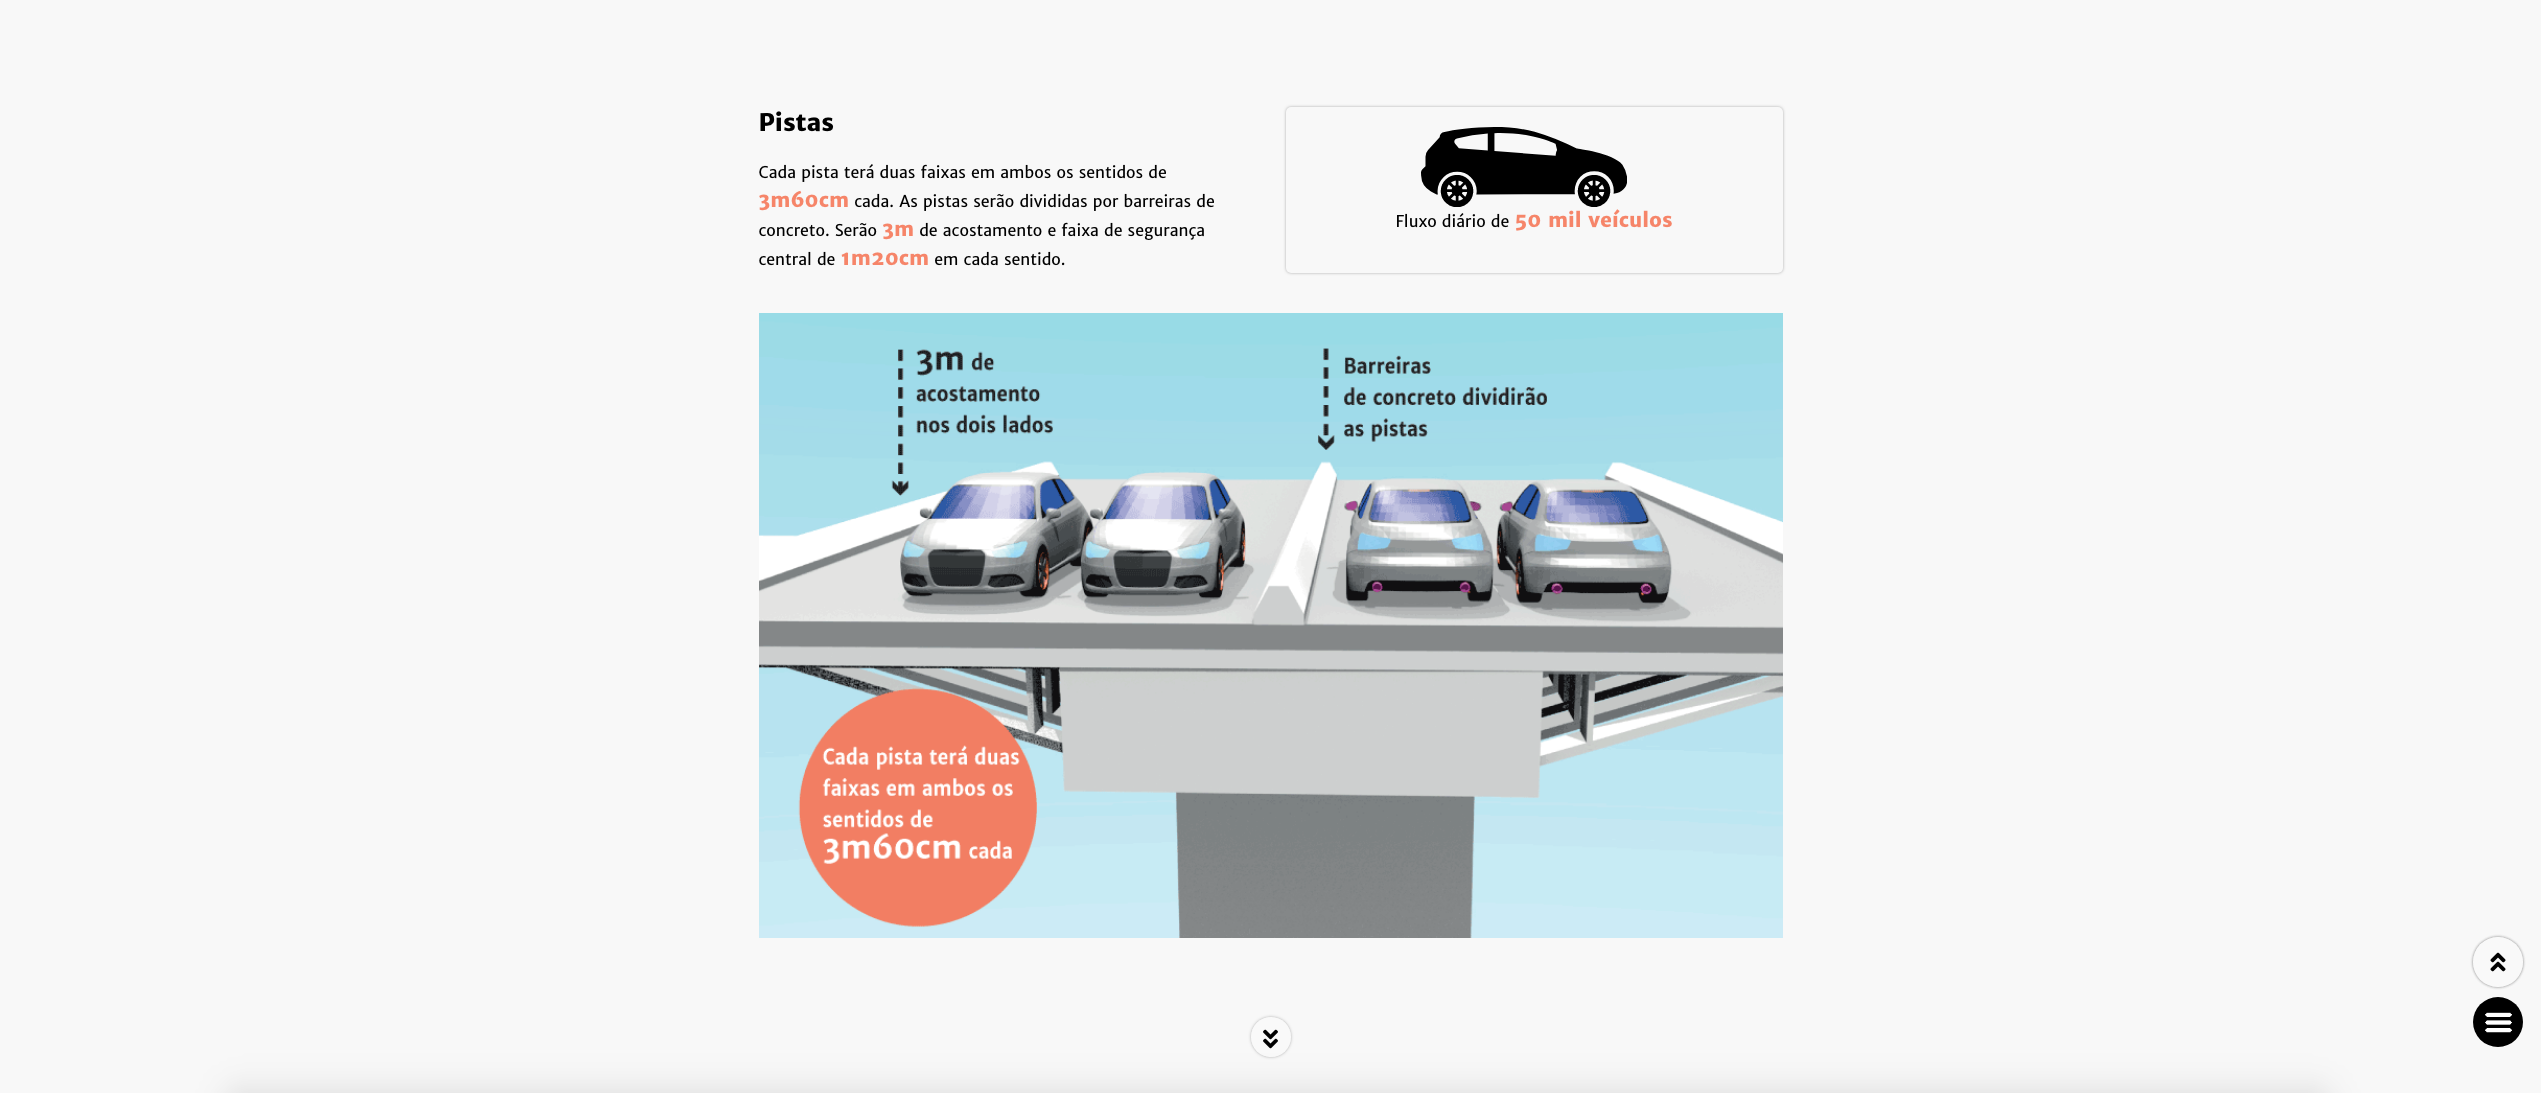 Pistas
Cada pista terá duas faixas em ambos os sentidos de
3m60cm cada. As pistas serão divididas por barreiras de
concreto. Serão 3m de acostamento e faixa de segurança
central de 1m20cm em cada sentido.
Fluxo diário de 50 mil veículos
3m de
acostamento
nos dois lados
Barreiras
de concreto dividirão
as pistas
Cada pista terá duas
faixas em ambos os
sentidos de
3m60cm cada